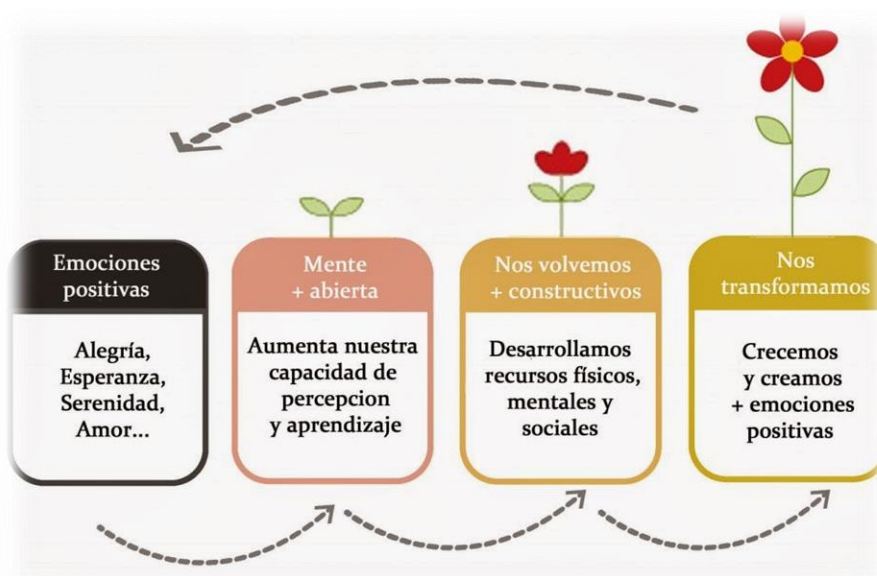 Emociones
positivas
Alegría,
Esperanza,
Serenidad,
Amor...
Mente
+ abierta
Aumenta nuestra
capacidad de
percepcion
y aprendizaje
Nos volvemos
+ constructivos
Desarrollamos
recursos físicos,
mentales y
sociales
Nos
transformamos
Crecemos
y creamos
+ emociones
positivas